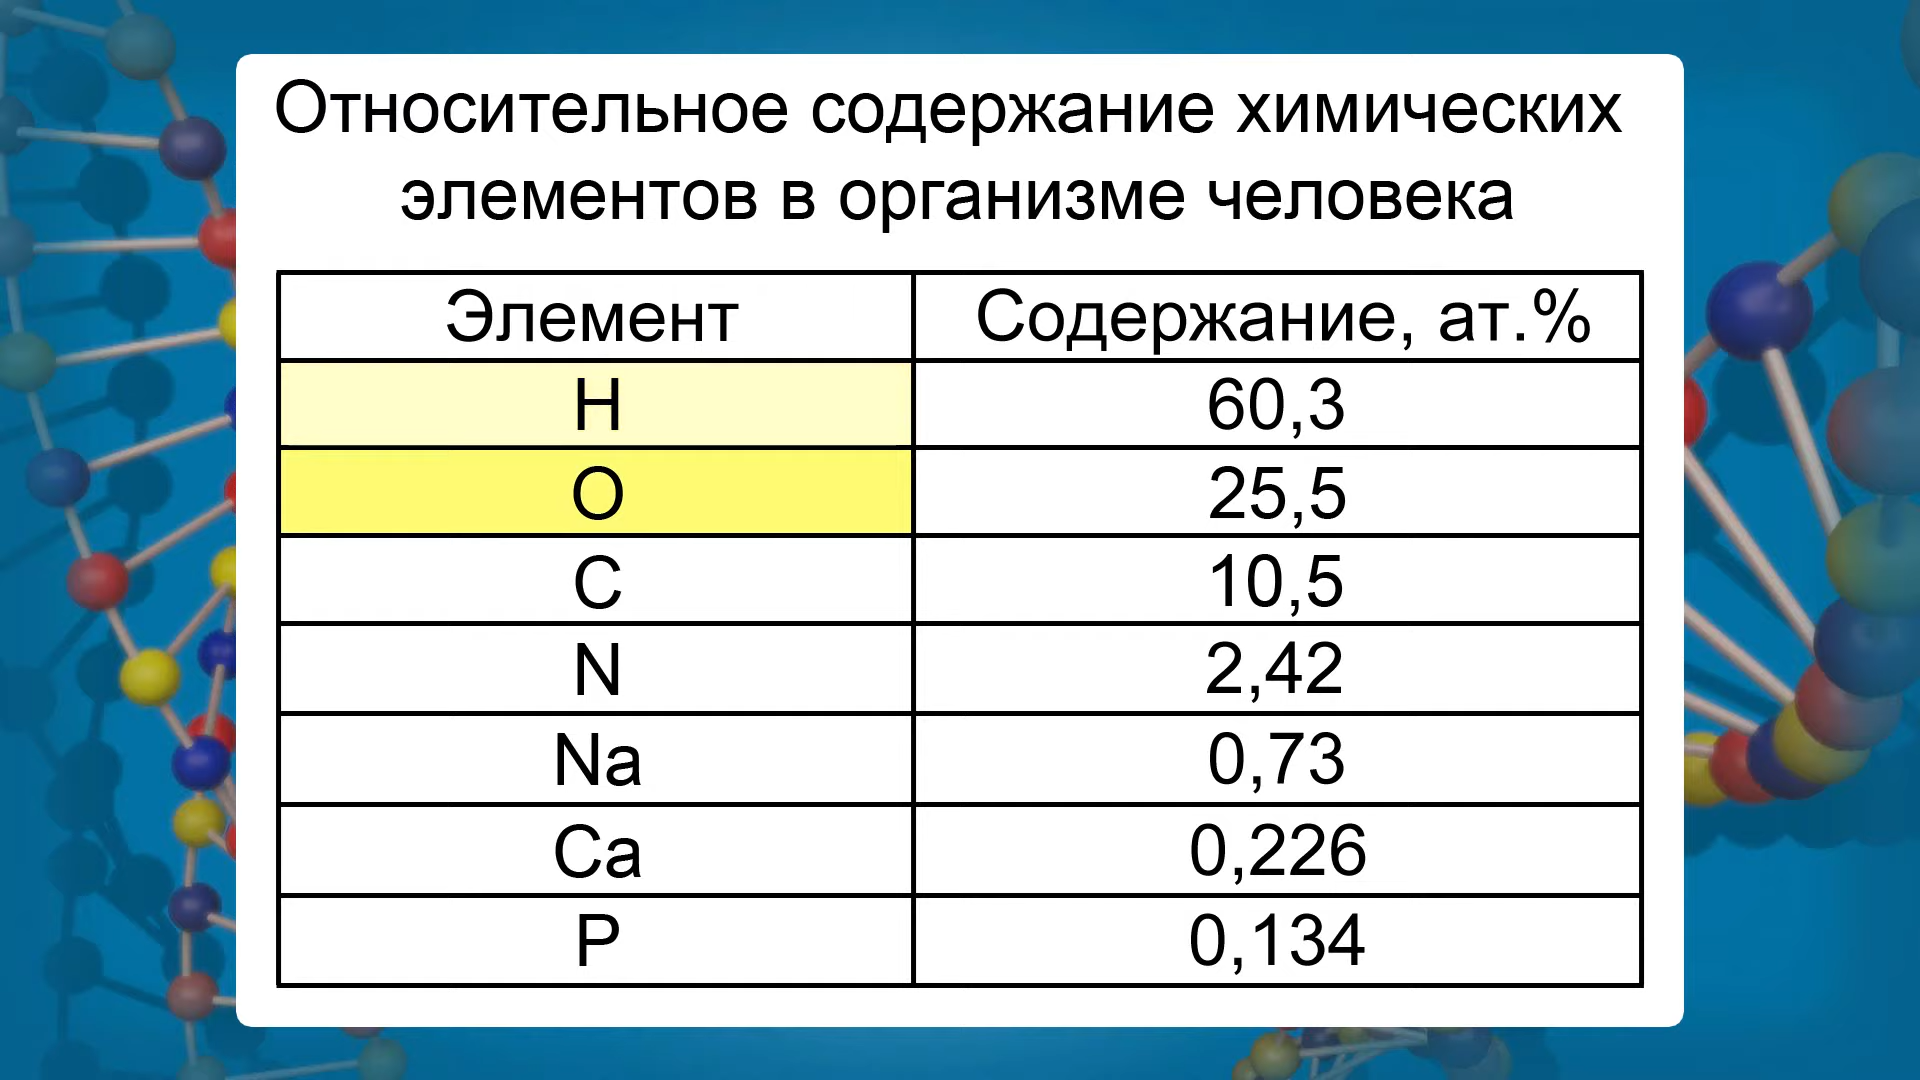 Относительное содержание химических
элементов в организме человека
Элемент Содержание, ат.%
H 60,3
O 25,5
C 10,5
N 2,42
Na 0,73
Ca 0,226
P 0,134